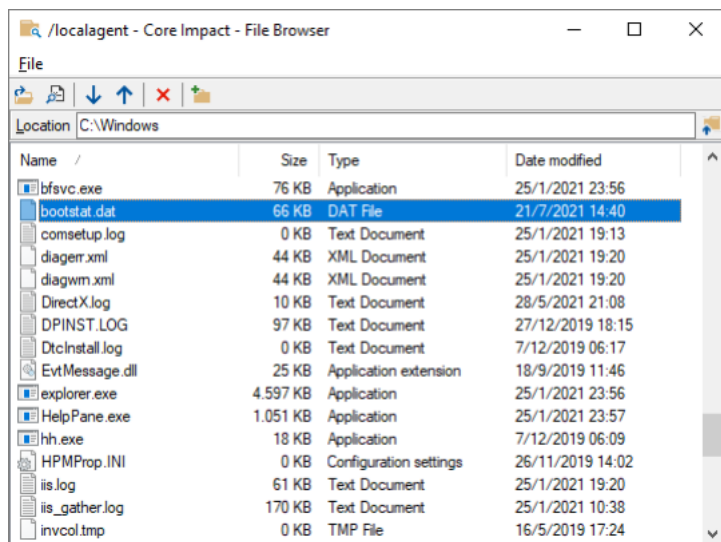 /localagent - Core Impact - File Browser
File
Location C:\Windows
Name Size Type Date modified
bfsvc.exe 76 KB Application 25/1/2021 23:56
bootstat.dat 66 KB DAT File 21/7/2021 14:40
comsetup.log 0 KB Text Document 25/1/2021 19:13
diagerr.xml 44 KB XML Document 25/1/2021 19:20
diagwrn.xml 44 KB XML Document 25/1/2021 19:20
DirectX.log 10 KB Text Document 28/5/2021 21:08
DPINST.LOG 97 KB Text Document 27/12/2019 18:15
DtcInstall.log 0 KB Text Document 7/12/2019 06:17
EvtMessage.dll 25 KB Application extension 18/9/2019 11:46
explorer.exe 4.597 KB Application 25/1/2021 23:56
HelpPane.exe 1.051 KB Application 25/1/2021 23:57
hh.exe 18 KB Application 7/12/2019 06:09
HPMProp.INI 0 KB Configuration settings 26/11/2019 14:02
iis.log 61 KB Text Document 25/1/2021 19:20
iis_gather.log 170 KB Text Document 25/1/2021 10:38
invcol.tmp 0 KB TMP File 16/5/2019 17:24